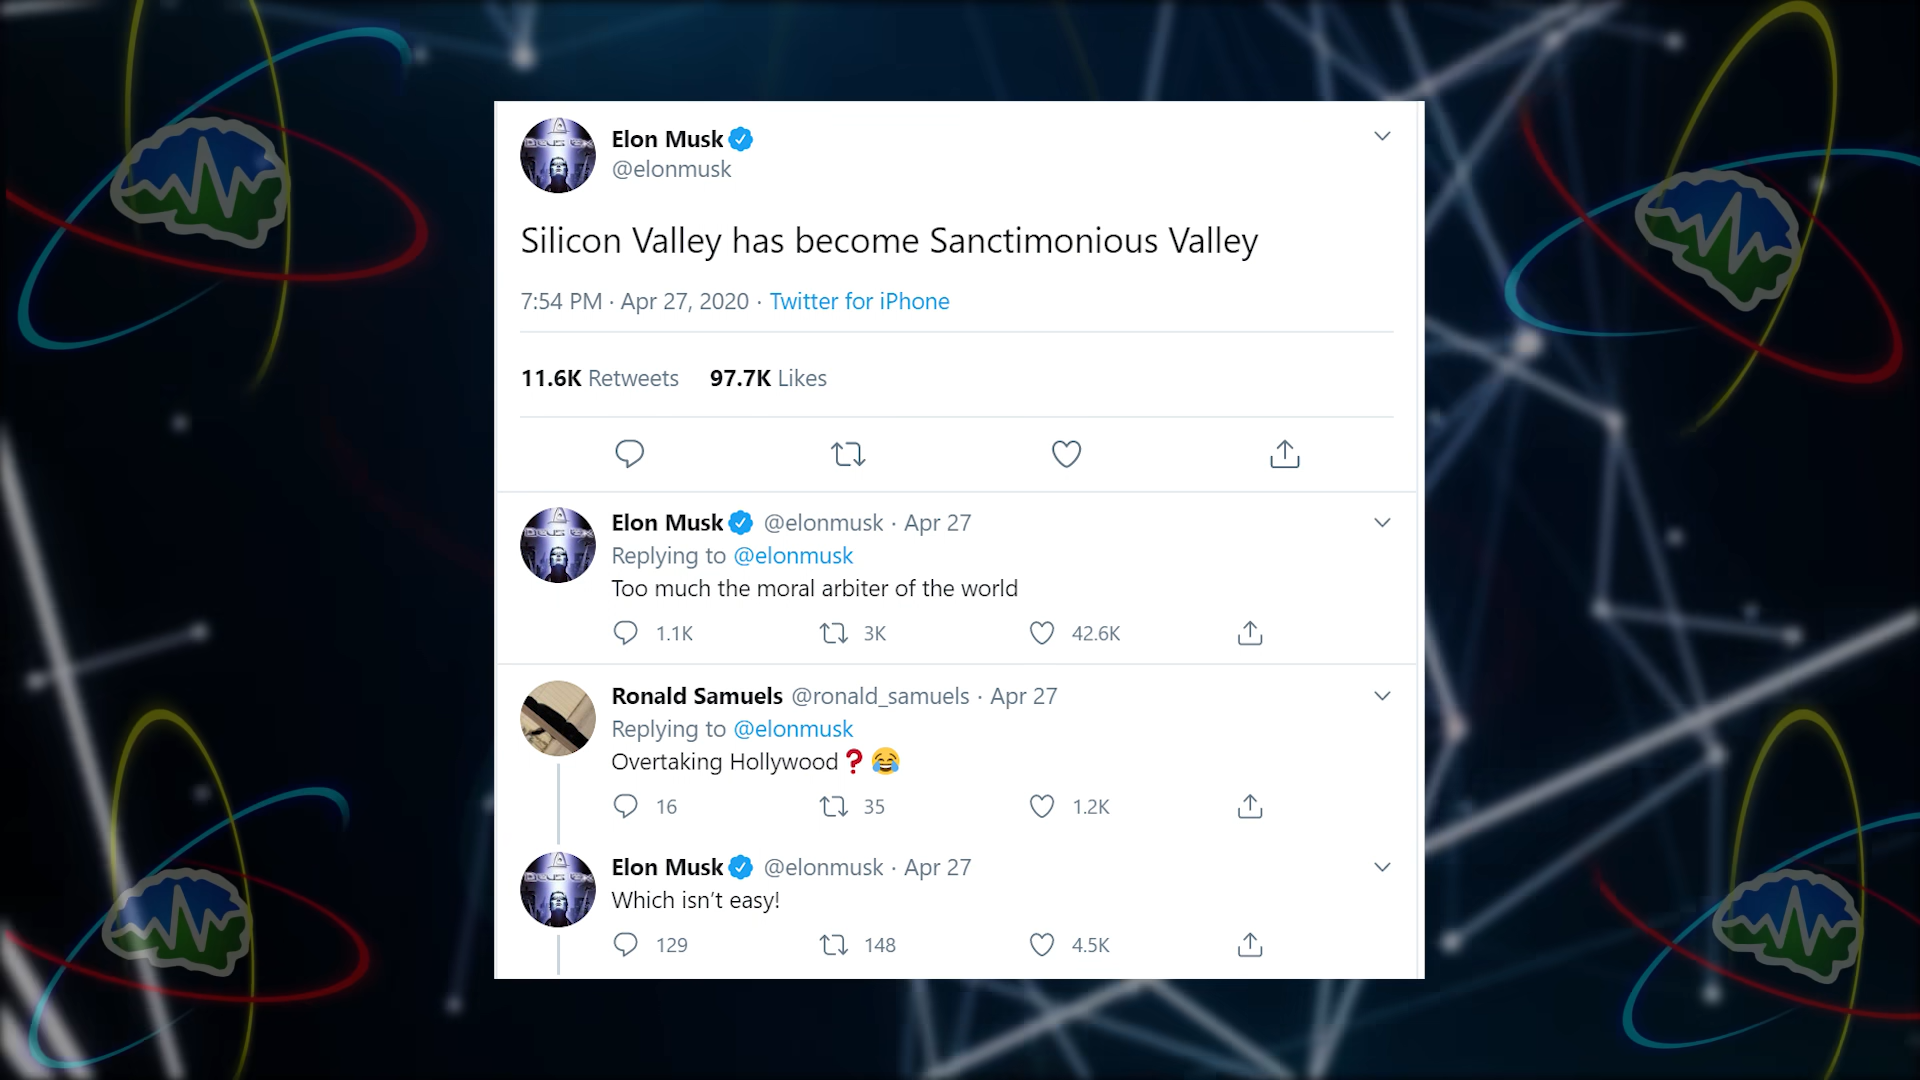 Elon Musk
@elonmusk
Silicon Valley has become Sanctimonious Valley
7:54 PM · Apr 27, 2020 · Twitter for iPhone
11.6K Retweets 97.7K Likes
Elon Musk @elonmusk · Apr 27
Replying to @elonmusk
Too much the moral arbiter of the world
1.1K 3K 42.6K
Ronald Samuels @ronald_samuels · Apr 27
Replying to @elonmusk
Overtaking Hollywood❓😂
16 35 1.2K
Elon Musk @elonmusk · Apr 27
Which isn’t easy!
129 148 4.5K